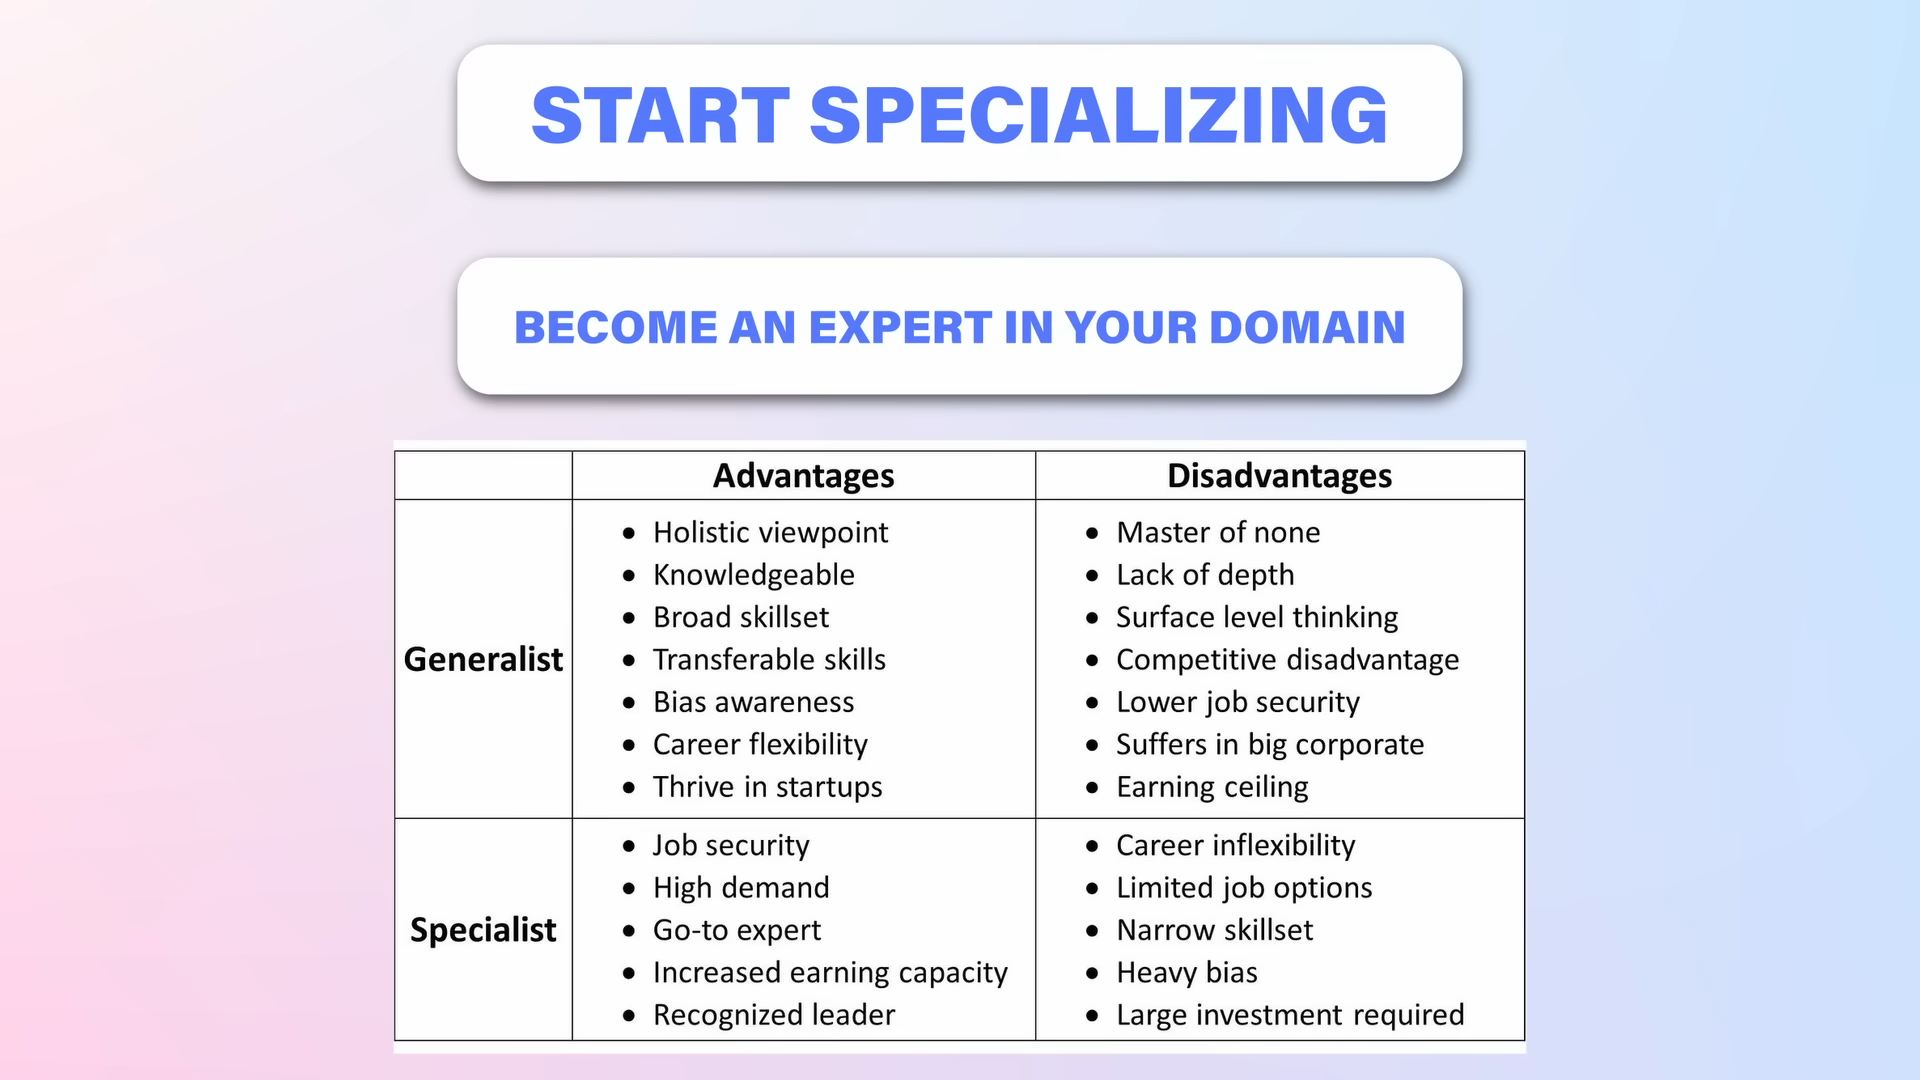 START SPECIALIZING
BECOME AN EXPERT IN YOUR DOMAIN
Advantages Disadvantages
Generalist
• Holistic viewpoint
• Knowledgeable
• Broad skillset
• Transferable skills
• Bias awareness
• Career flexibility
• Thrive in startups
• Master of none
• Lack of depth
• Surface level thinking
• Competitive disadvantage
• Lower job security
• Suffers in big corporate
• Earning ceiling
Specialist
• Job security
• High demand
• Go-to expert
• Increased earning capacity
• Recognized leader
• Career inflexibility
• Limited job options
• Narrow skillset
• Heavy bias
• Large investment required